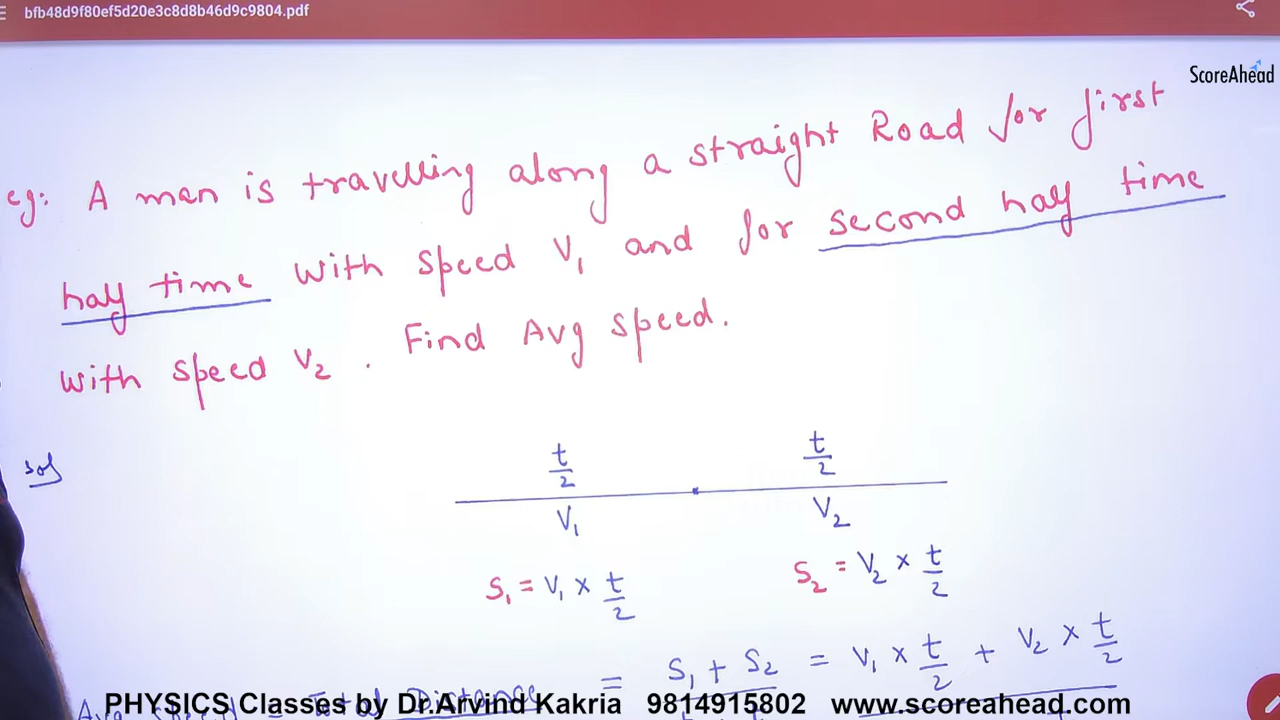 bfb48d9f80ef5d20e3c8d8b46d9c9804.pdf
ScoreAhead
eg: A man is travelling along a straight Road for first
half time with speed V₁ and for second half time
with speed V₂. Find Avg speed.
Sol
t/2 t/2
V₁ V₂
S₁ = V₁ × t/2 S₂ = V₂ × t/2
= S₁ + S₂ = V₁ × t/2 + V₂ × t/2
PHYSICS Classes by Dr.Arvind Kakria 9814915802 www.scoreahead.com